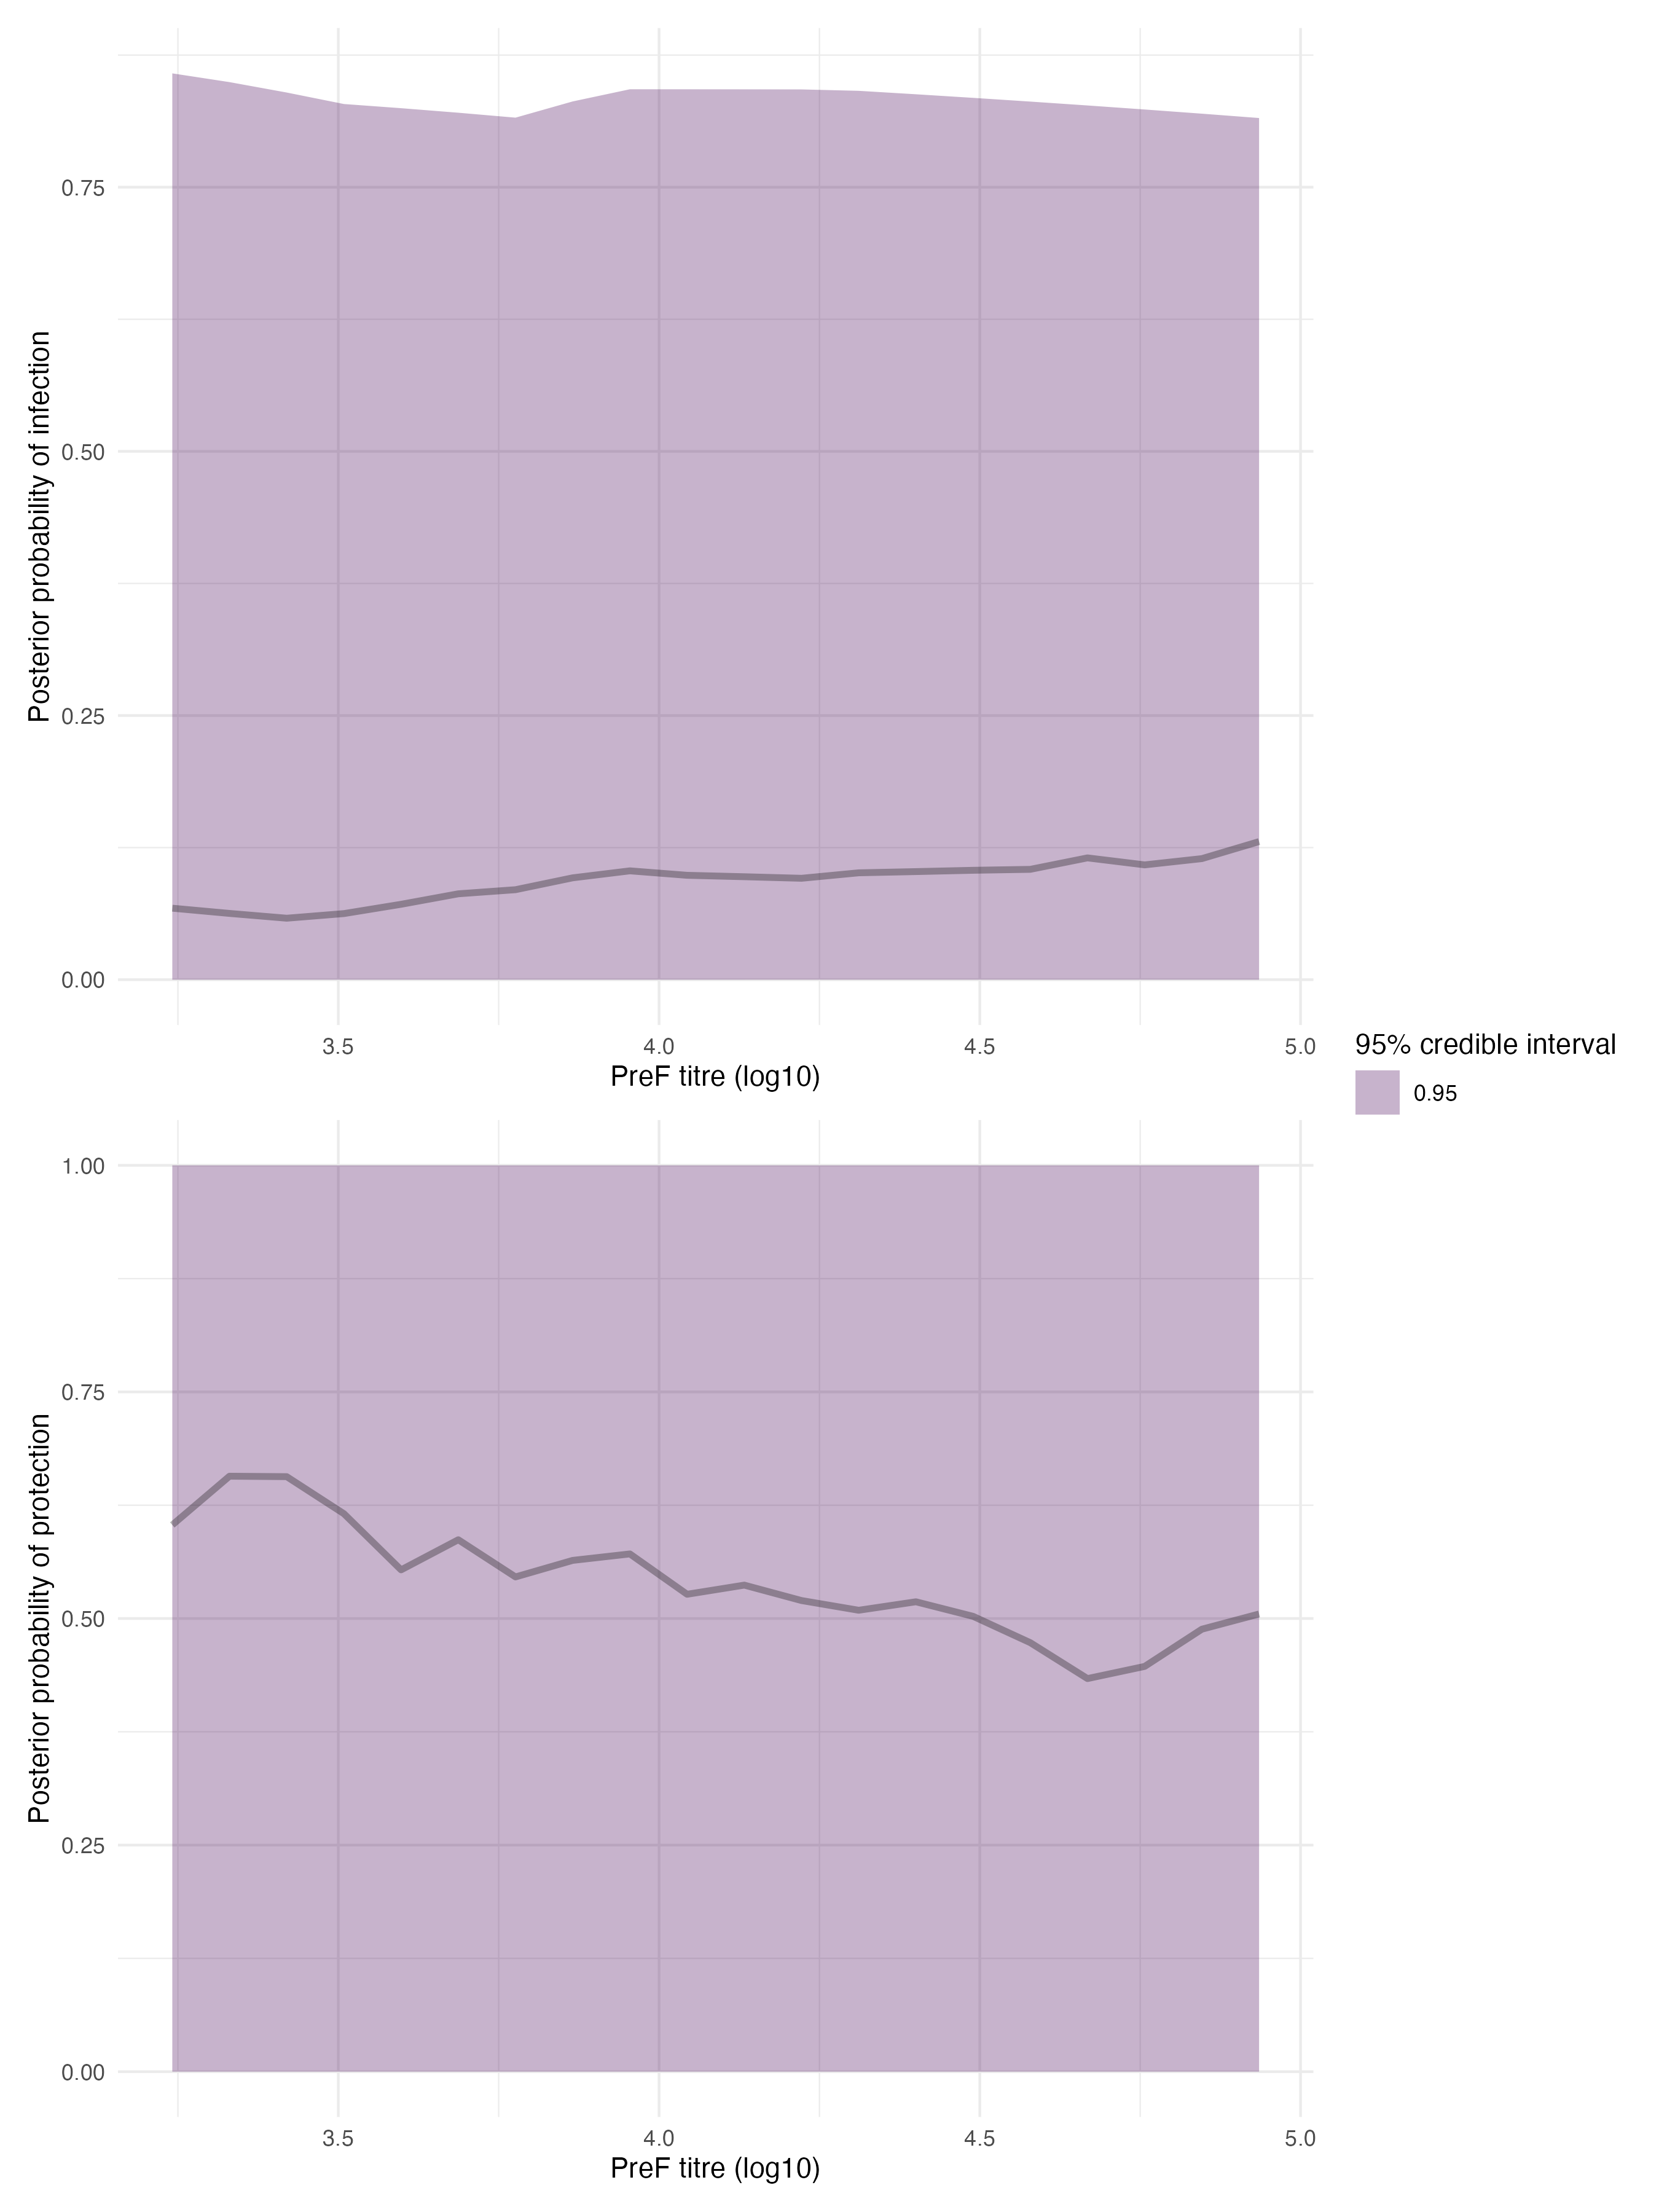 Posterior probability of infection
0.75
0.50
0.25
0.00
3.5 4.0 4.5 5.0
PreF titre (log10)
95% credible interval
0.95
Posterior probability of protection
1.00
0.75
0.50
0.25
0.00
3.5 4.0 4.5 5.0
PreF titre (log10)